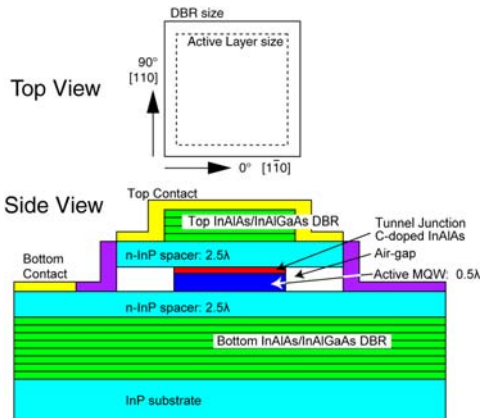 DBR size
Active Layer size
90°
[110]
Top View
0° [11̅0]
Side View
Top Contact
Top InAlAs/InAlGaAs DBR
Tunnel Junction
C-doped InAlAs
Bottom
Contact
n-InP spacer: 2.5λ
Air-gap
Active MQW: 0.5λ
n-InP spacer: 2.5λ
Bottom InAlAs/InAlGaAs DBR
InP substrate